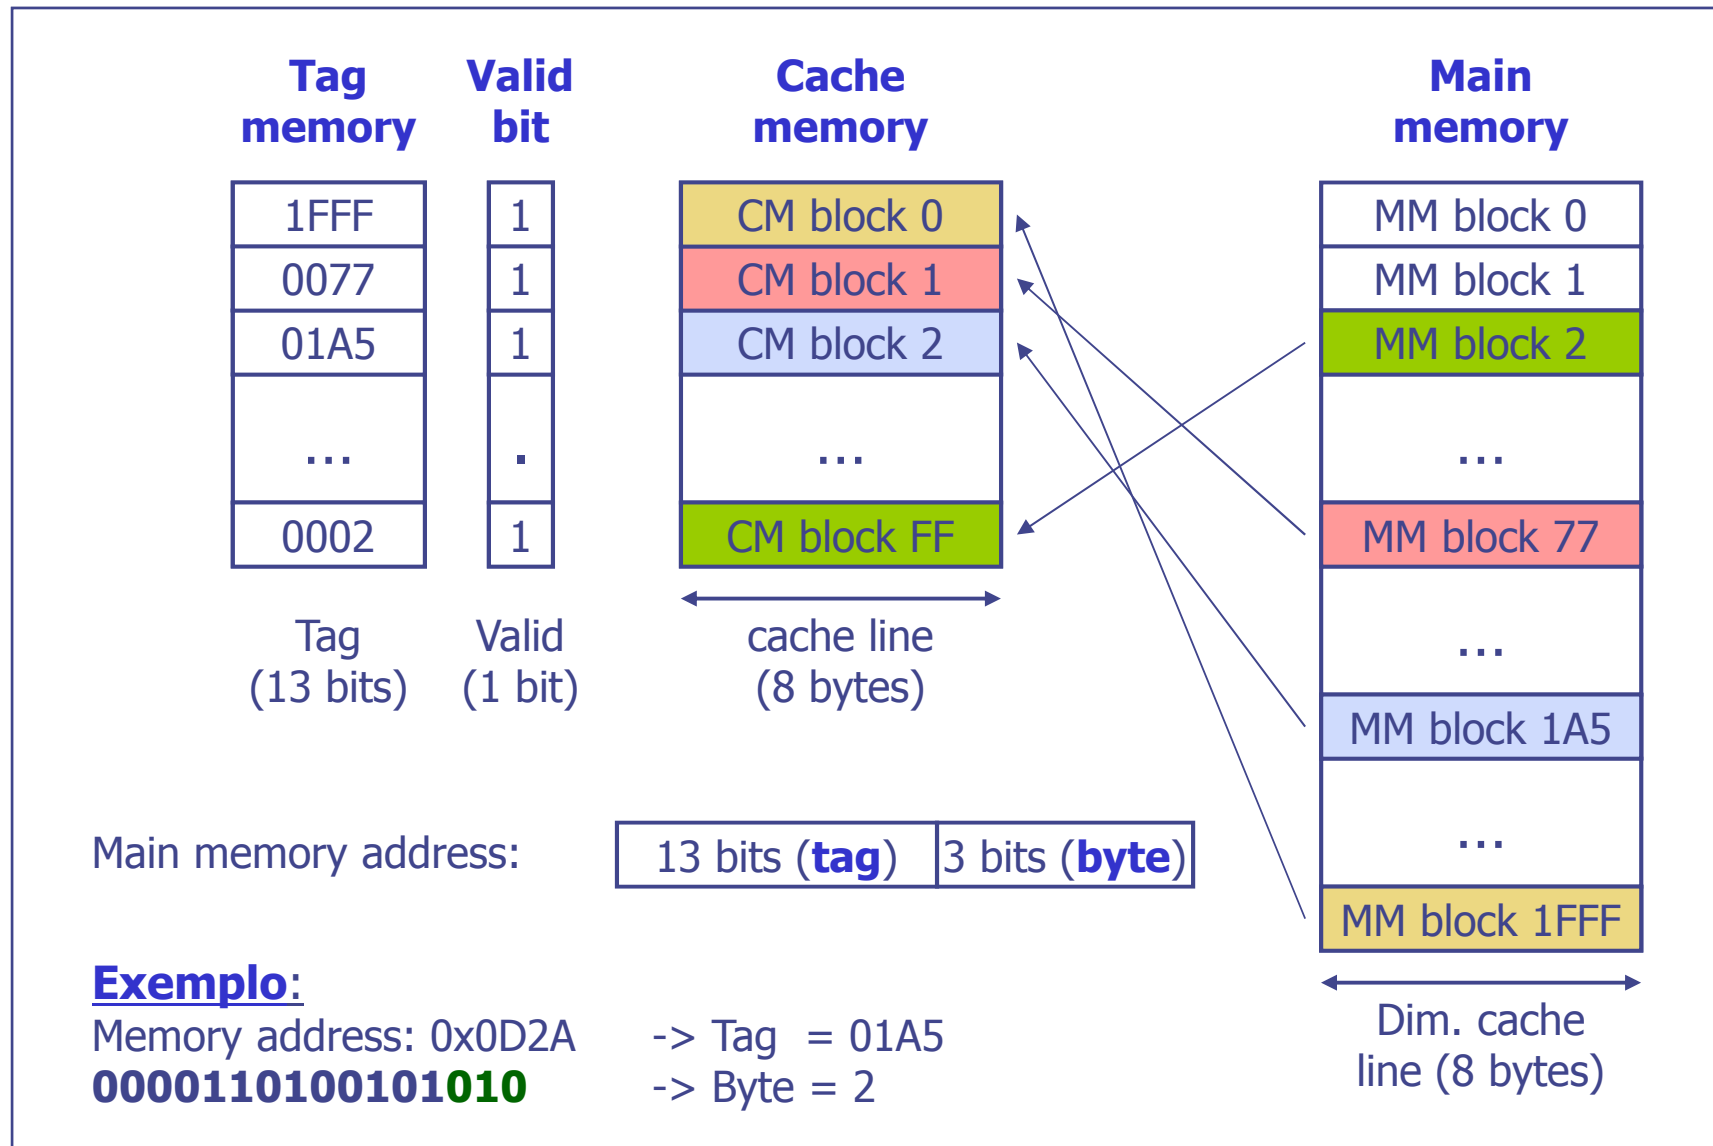 Tag memory
Valid bit
Cache memory
Main memory
1FFF
1
CM block 0
MM block 0
0077
1
CM block 1
MM block 1
01A5
1
CM block 2
MM block 2
...
.
...
...
0002
1
CM block FF
MM block 77
Tag
(13 bits)
Valid
(1 bit)
cache line
(8 bytes)
...
MM block 1A5
...
MM block 1FFF
Main memory address:
13 bits (tag)
3 bits (byte)
Dim. cache
line (8 bytes)
Exemplo:
Memory address: 0x0D2A -> Tag = 01A5
0000110100101010 -> Byte = 2